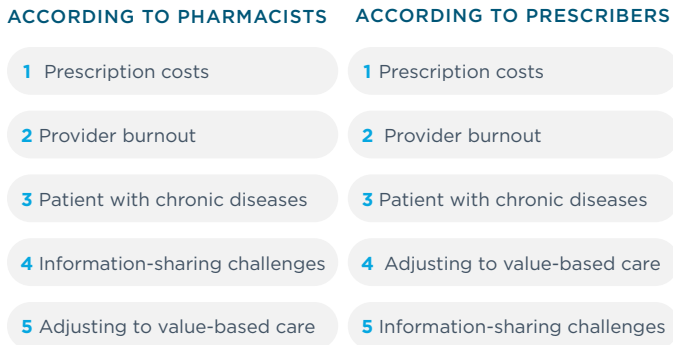 ACCORDING TO PHARMACISTS
1 Prescription costs
2 Provider burnout
3 Patient with chronic diseases
4 Information-sharing challenges
5 Adjusting to value-based care
ACCORDING TO PRESCRIBERS
1 Prescription costs
2 Provider burnout
3 Patient with chronic diseases
4 Adjusting to value-based care
5 Information-sharing challenges